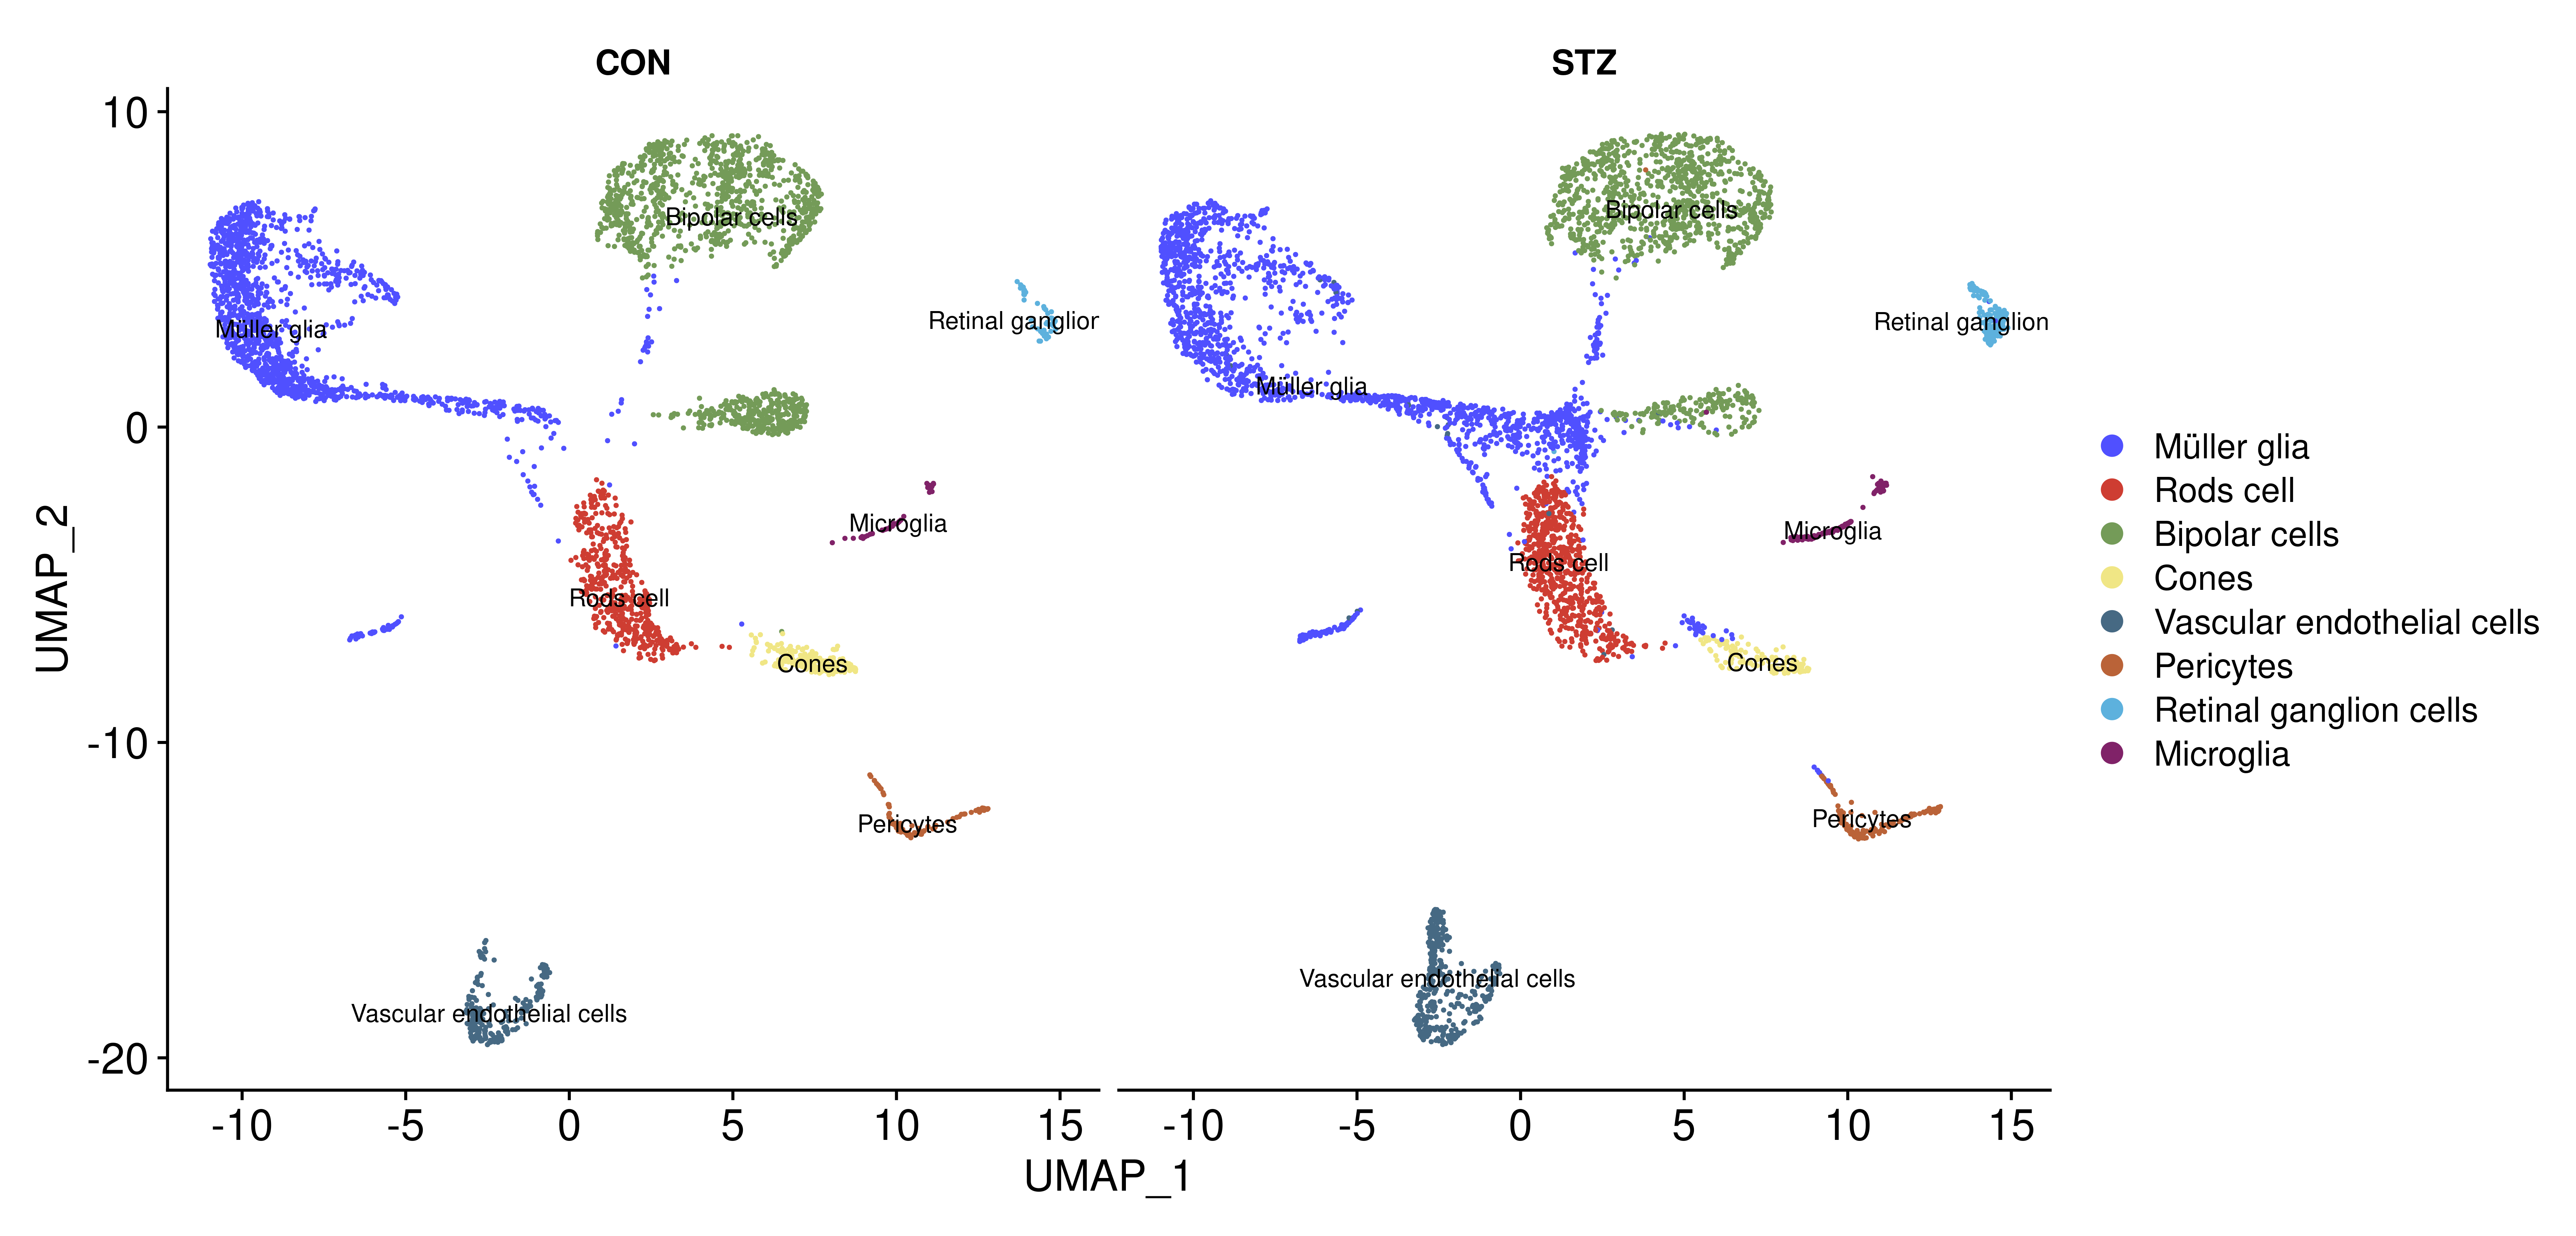 CON
STZ
UMAP_2
10
0
-10
-20
Bipolar cells
Müller glia
Retinal ganglior
Microglia
Rods cell
Cones
Pericytes
Vascular endothelial cells
-10 -5 0 5 10 15
Bipolar cells
Retinal ganglion
Müller glia
Microglia
Rods cell
Cones
Pericytes
Vascular endothelial cells
-10 -5 0 5 10 15
UMAP_1
Müller glia
Rods cell
Bipolar cells
Cones
Vascular endothelial cells
Pericytes
Retinal ganglion cells
Microglia